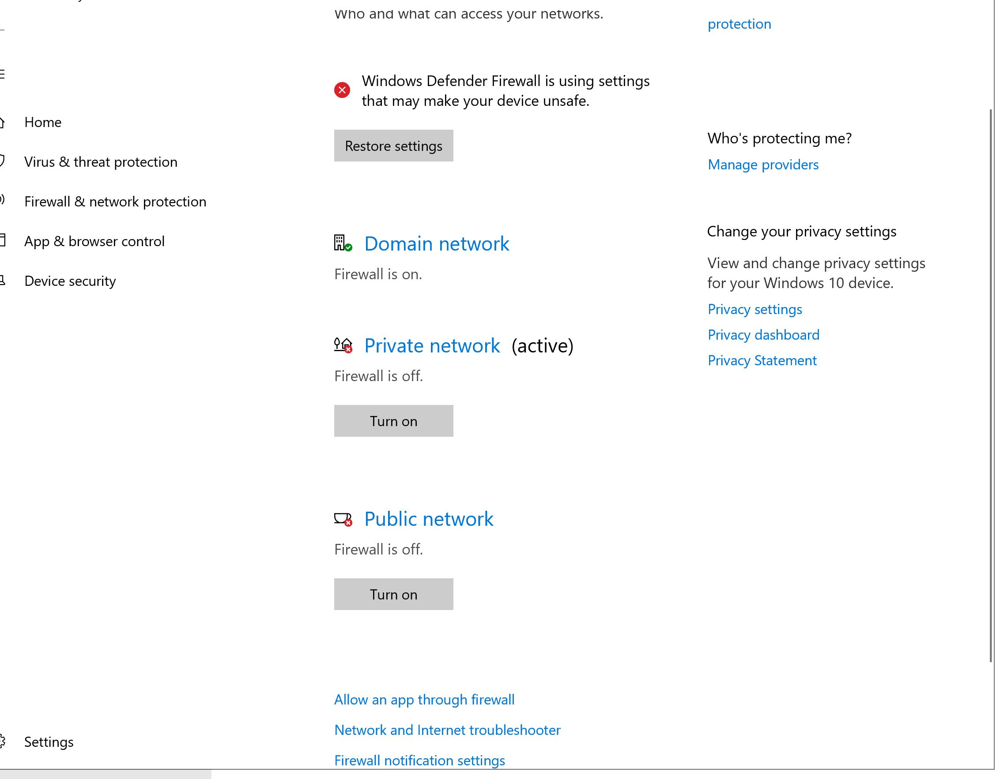 Who and what can access your networks.
Windows Defender Firewall is using settings
that may make your device unsafe.
Restore settings
Domain network
Firewall is on.
Private network (active)
Firewall is off.
Turn on
Public network
Firewall is off.
Turn on
Allow an app through firewall
Network and Internet troubleshooter
Firewall notification settings
Home
Virus & threat protection
Firewall & network protection
App & browser control
Device security
Settings
protection
Who's protecting me?
Manage providers
Change your privacy settings
View and change privacy settings
for your Windows 10 device.
Privacy settings
Privacy dashboard
Privacy Statement